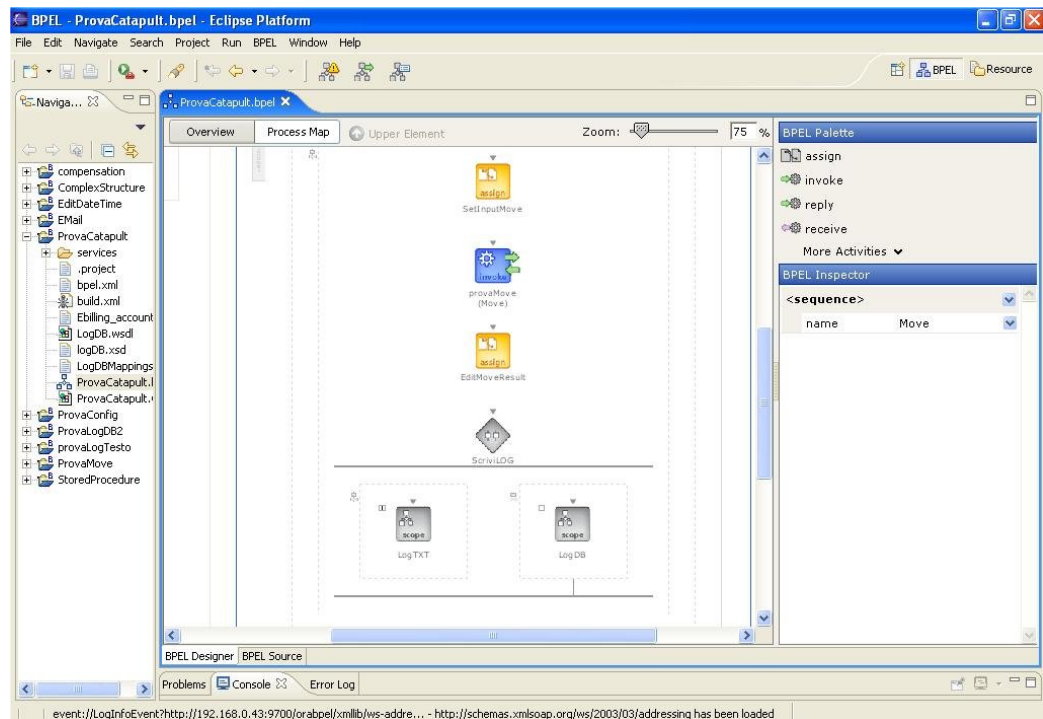 BPEL - ProvaCatapult.bpel - Eclipse Platform
File Edit Navigate Search Project Run BPEL Window Help
BPEL Resource
Naviga...
ProvaCatapult.bpel
Overview Process Map Upper Element Zoom: 75 %
BPEL Palette
assign
invoke
reply
receive
More Activities
BPEL Inspector
<sequence>
name Move
compensation
ComplexStructure
EditDateTime
EMail
ProvaCatapult
services
.project
bpel.xml
build.xml
Ebilling_account
LogDB.wsdl
logDB.xsd
LogDBMappings
ProvaCatapult.l
ProvaCatapult.
ProvaConfig
ProvaLogDB2
provaLogTesto
ProvaMove
StoredProcedure
assign
SetInputMove
invoke
provaMove
(Move)
assign
EditMoveResult
ScriviLOG
scope
LogTXT
scope
LogDB
BPEL Designer BPEL Source
Problems Console Error Log
event://LogInfoEvent?http://192.168.0.43:9700/orabpel/xmllib/ws-addre... - http://schemas.xmlsoap.org/ws/2003/03/addressing has been loaded